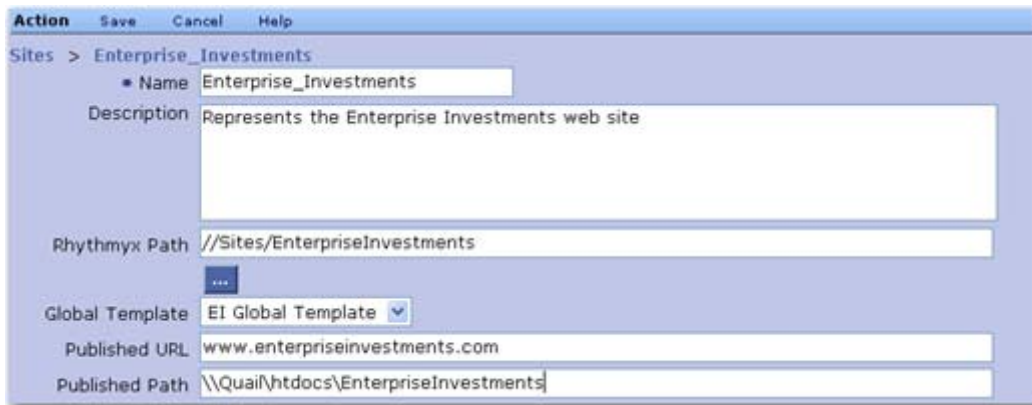 Action Save Cancel Help
Sites > Enterprise_Investments
Name Enterprise_Investments
Description Represents the Enterprise Investments web site
Rhythmyx Path //Sites/EnterpriseInvestments
...
Global Template EI Global Template
Published URL www.enterpriseinvestments.com
Published Path \\Quail\htdocs\EnterpriseInvestments